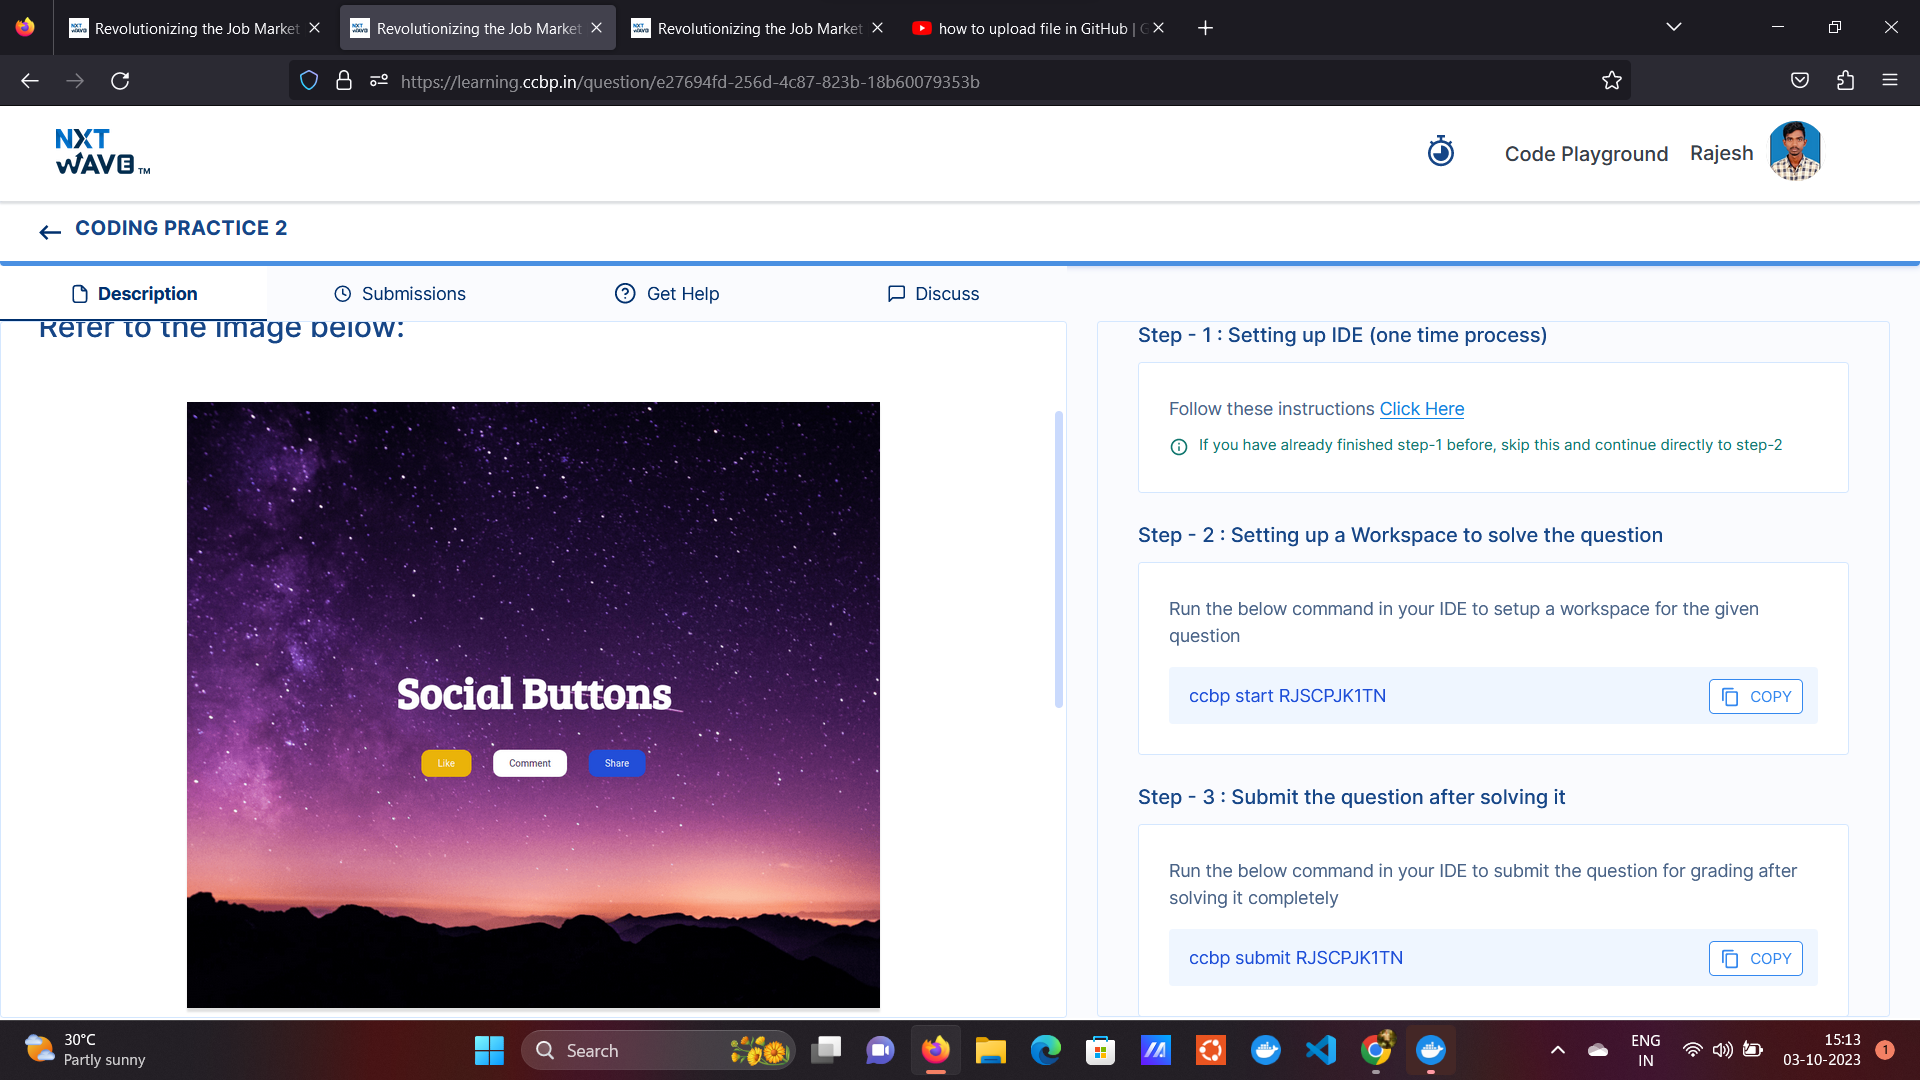 Revolutionizing the Job Market
Revolutionizing the Job Market
Revolutionizing the Job Market
how to upload file in GitHub |
https://learning.ccbp.in/question/e27694fd-256d-4c87-823b-18b60079353b
NXT
WAVE TM
Code Playground
Rajesh
CODING PRACTICE 2
Description
Submissions
Get Help
Discuss
Refer to the image below:
Social Buttons
Like
Comment
Share
Step - 1 : Setting up IDE (one time process)
Follow these instructions Click Here
If you have already finished step-1 before, skip this and continue directly to step-2
Step - 2 : Setting up a Workspace to solve the question
Run the below command in your IDE to setup a workspace for the given
question
ccbp start RJSCPJK1TN
COPY
Step - 3 : Submit the question after solving it
Run the below command in your IDE to submit the question for grading after
solving it completely
ccbp submit RJSCPJK1TN
COPY
30°C
Partly sunny
Search
ENG
IN
15:13
03-10-2023
1